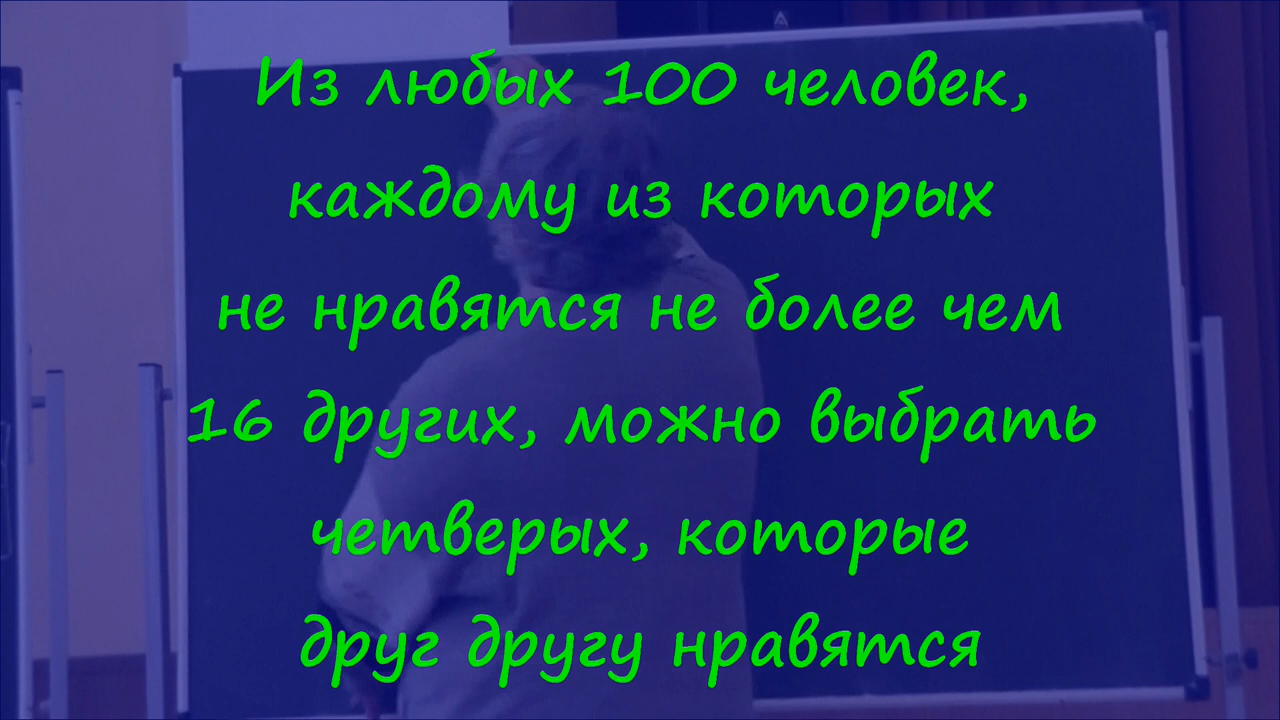 Из любых 100 человек,
каждому из которых
не нравятся не более чем
16 других, можно выбрать
четверых, которые
друг другу нравятся